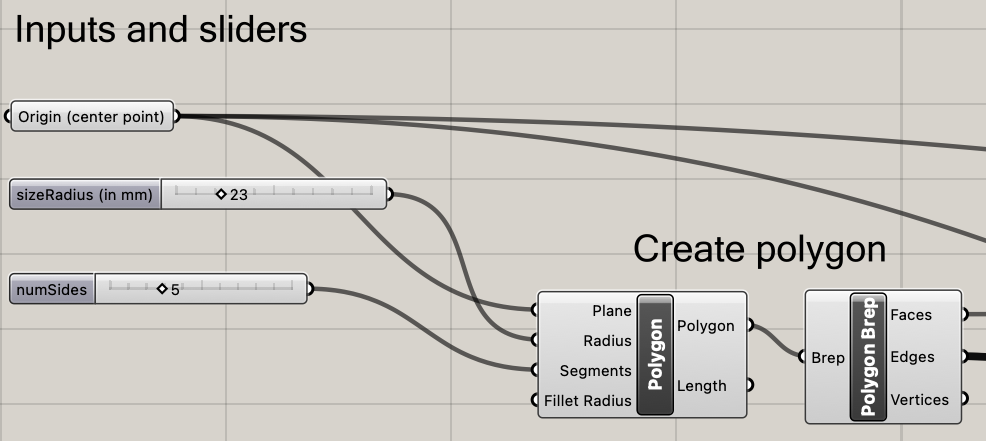 Inputs and sliders
Origin (center point)
sizeRadius (in mm) 23
numSides 5
Create polygon
Plane
Radius
Segments
Fillet Radius
Polygon
Polygon
Length
Brep
Polygon Brep
Faces
Edges
Vertices